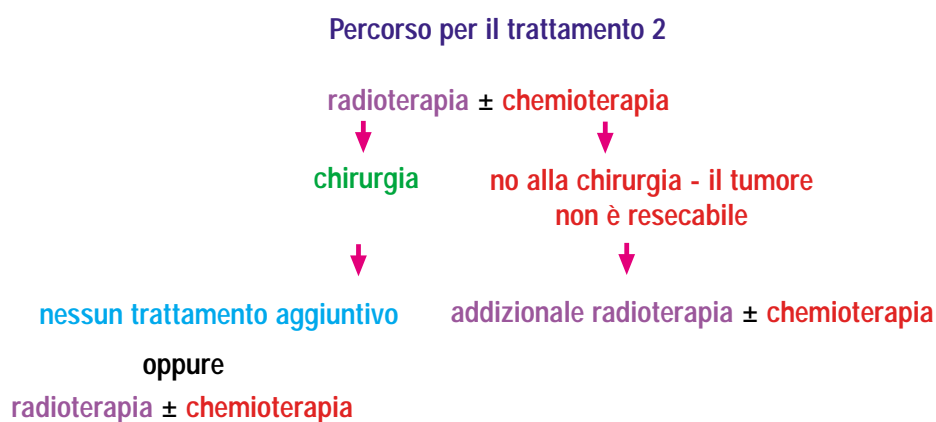 Percorso per il trattamento 2
radioterapia ± chemioterapia
chirurgia
no alla chirurgia - il tumore
non è resecabile
nessun trattamento aggiuntivo
oppure
radioterapia ± chemioterapia
addizionale radioterapia ± chemioterapia